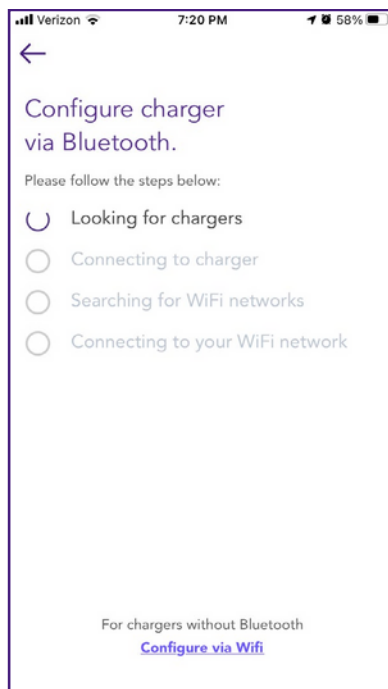 Verizon 7:20 PM 58%
Configure charger
via Bluetooth.
Please follow the steps below:
Looking for chargers
Connecting to charger
Searching for WiFi networks
Connecting to your WiFi network
For chargers without Bluetooth
Configure via Wifi